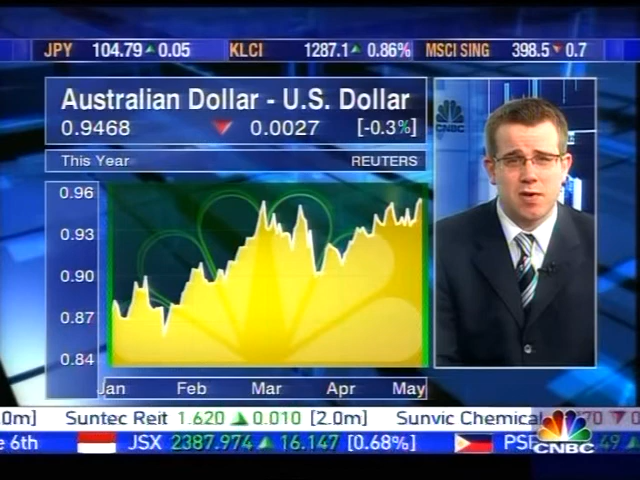 JPY 104.79 0.05 KLCI 1287.1 0.86% MSCI SING 398.5 0.7
Australian Dollar - U.S. Dollar
0.9468 0.0027 [-0.3%]
This Year REUTERS
CNBC
0.96
0.93
0.90
0.87
0.84
Jan Feb Mar Apr May
0m] Suntec Reit 1.620 0.010 [2.0m] Sunvic Chemical
e 6th JSX 2387.974 16.147 [0.68%] PSE
CNBC